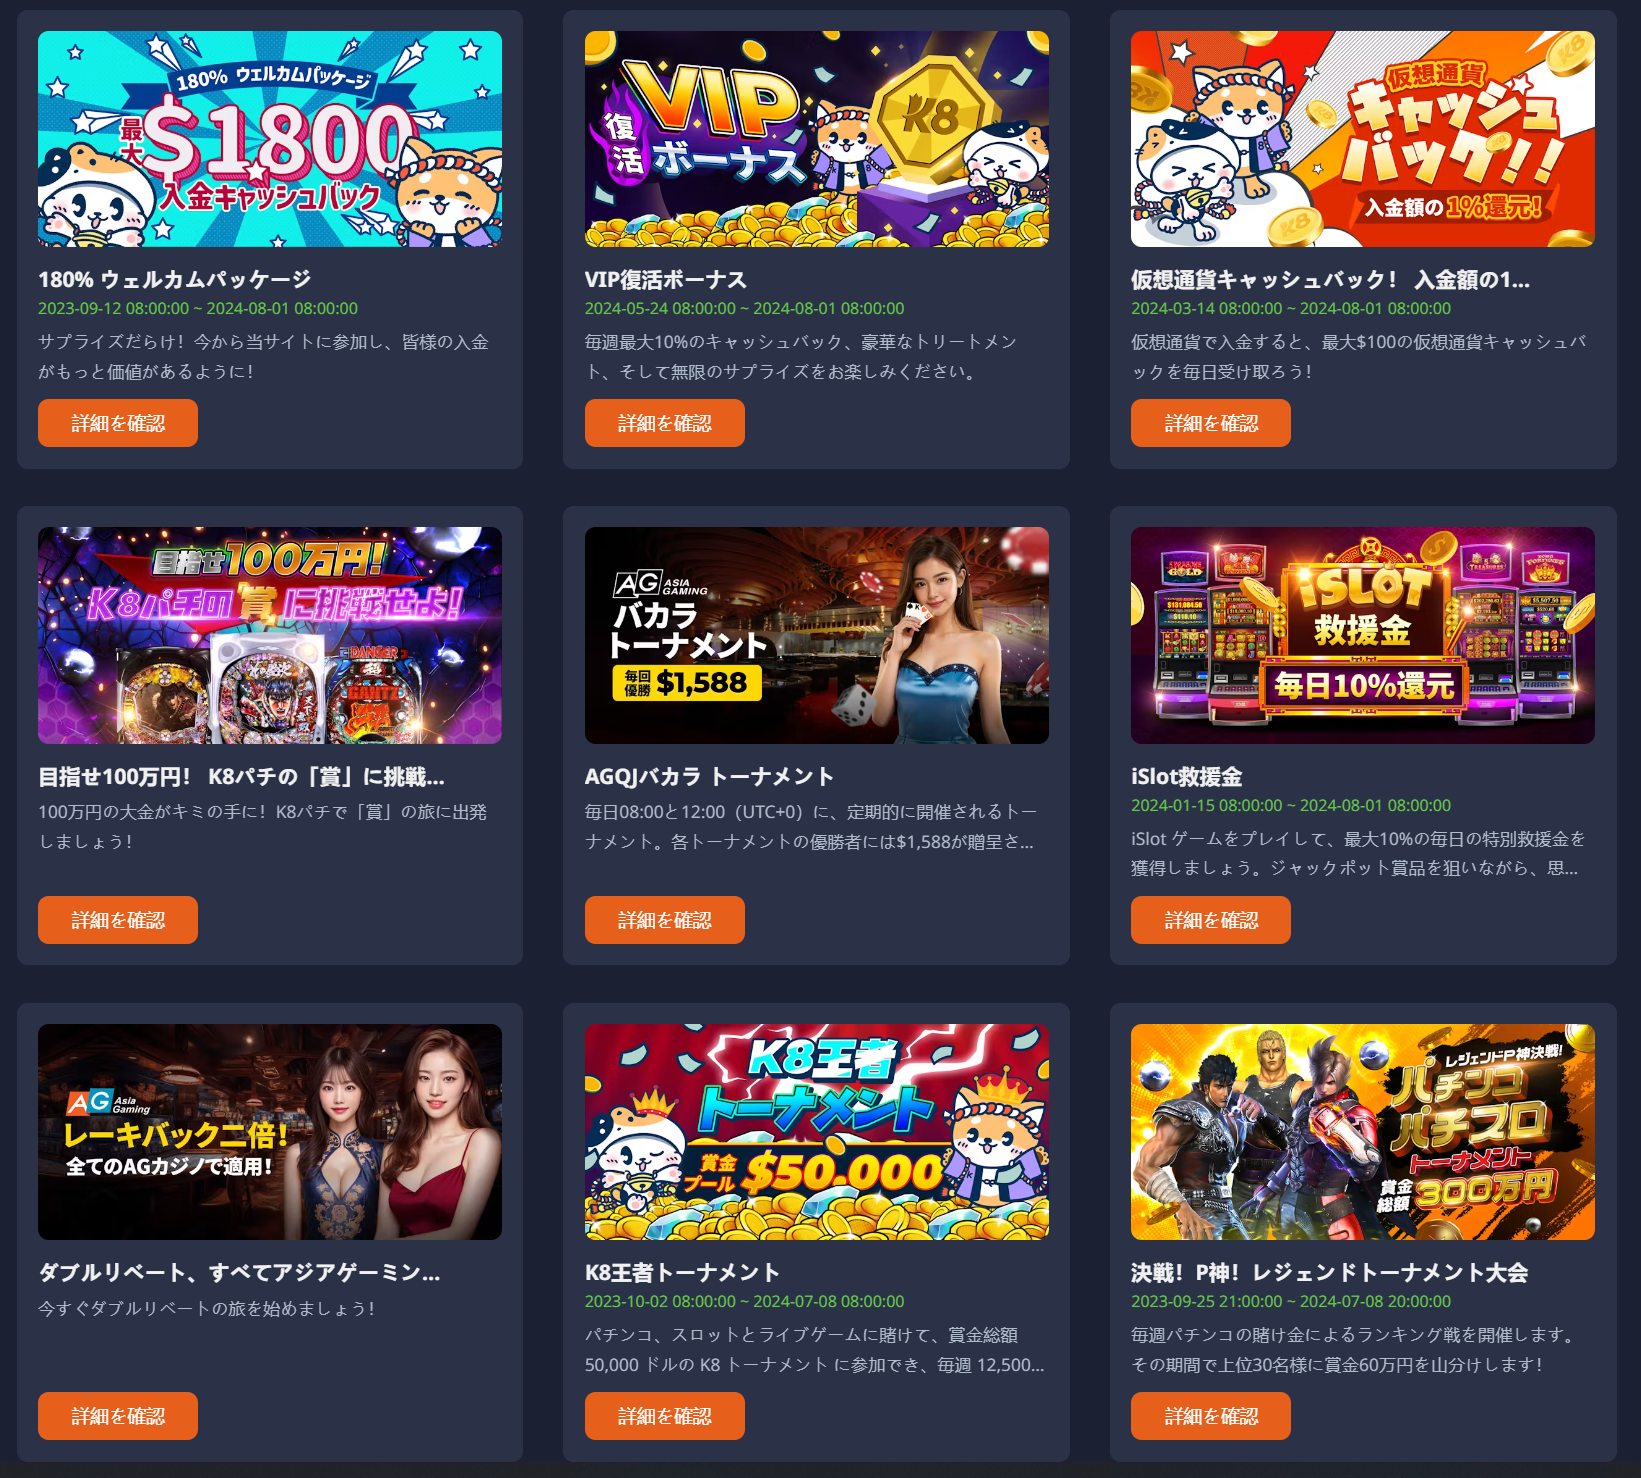 180% ウェルカムパッケージ
最大
$1800
入金キャッシュバック
180% ウェルカムパッケージ
2023-09-12 08:00:00 ~ 2024-08-01 08:00:00
サプライズだらけ！今から当サイトに参加し、皆様の入金
がもっと価値があるように！
詳細を確認
VIP
復活
ボーナス
K8
VIP復活ボーナス
2024-05-24 08:00:00 ~ 2024-08-01 08:00:00
毎週最大10%のキャッシュバック、豪華なトリートメン
ト、そして無限のサプライズをお楽しみください。
詳細を確認
仮想通貨
キャッシュ
バック!!
入金額の1%還元!
K8
K8
K8
仮想通貨キャッシュバック！ 入金額の1...
2024-03-14 08:00:00 ~ 2024-08-01 08:00:00
仮想通貨で入金すると、最大$100の仮想通貨キャッシュバ
ックを毎日受け取ろう！
詳細を確認
目指せ100万円!
K8パチの賞に挑戦せよ!
DANGER
GANTZ
目指せ100万円！ K8パチの「賞」に挑戦...
100万円の大金がキミの手に！K8パチで「賞」の旅に出発
しましょう！
詳細を確認
AG ASIA
GAMING
バカラ
トーナメント
毎回
優勝 $1,588
AGQJバカラ トーナメント
毎日08:00と12:00（UTC+0）に、定期的に開催されるトー
ナメント。各トーナメントの優勝者には$1,588が贈呈さ...
詳細を確認
iSLOT
救援金
毎日10%還元
iSlot救援金
2024-01-15 08:00:00 ~ 2024-08-01 08:00:00
iSlot ゲームをプレイして、最大10%の毎日の特別救援金を
獲得しましょう。ジャックポット賞品を狙いながら、思...
詳細を確認
AG Asia
Gaming
レーキバック二倍!
全てのAGカジノで適用!
ダブルリベート、すべてアジアゲーミン...
今すぐダブルリベートの旅を始めましょう！
詳細を確認
K8王者
トーナメント
賞金
プール $50.000
K8王者トーナメント
2023-10-02 08:00:00 ~ 2024-07-08 08:00:00
パチンコ、スロットとライブゲームに賭けて、賞金総額
50,000 ドルの K8 トーナメント に参加でき、毎週 12,500...
詳細を確認
レジェンドP神決戦!
パチンコ
パチスロ
トーナメント
賞金
総額 300万円
決戦！P神！レジェンドトーナメント大会
2023-09-25 21:00:00 ~ 2024-07-08 20:00:00
毎週パチンコの賭け金によるランキング戦を開催します。
その期間で上位30名様に賞金60万円を山分けします！
詳細を確認